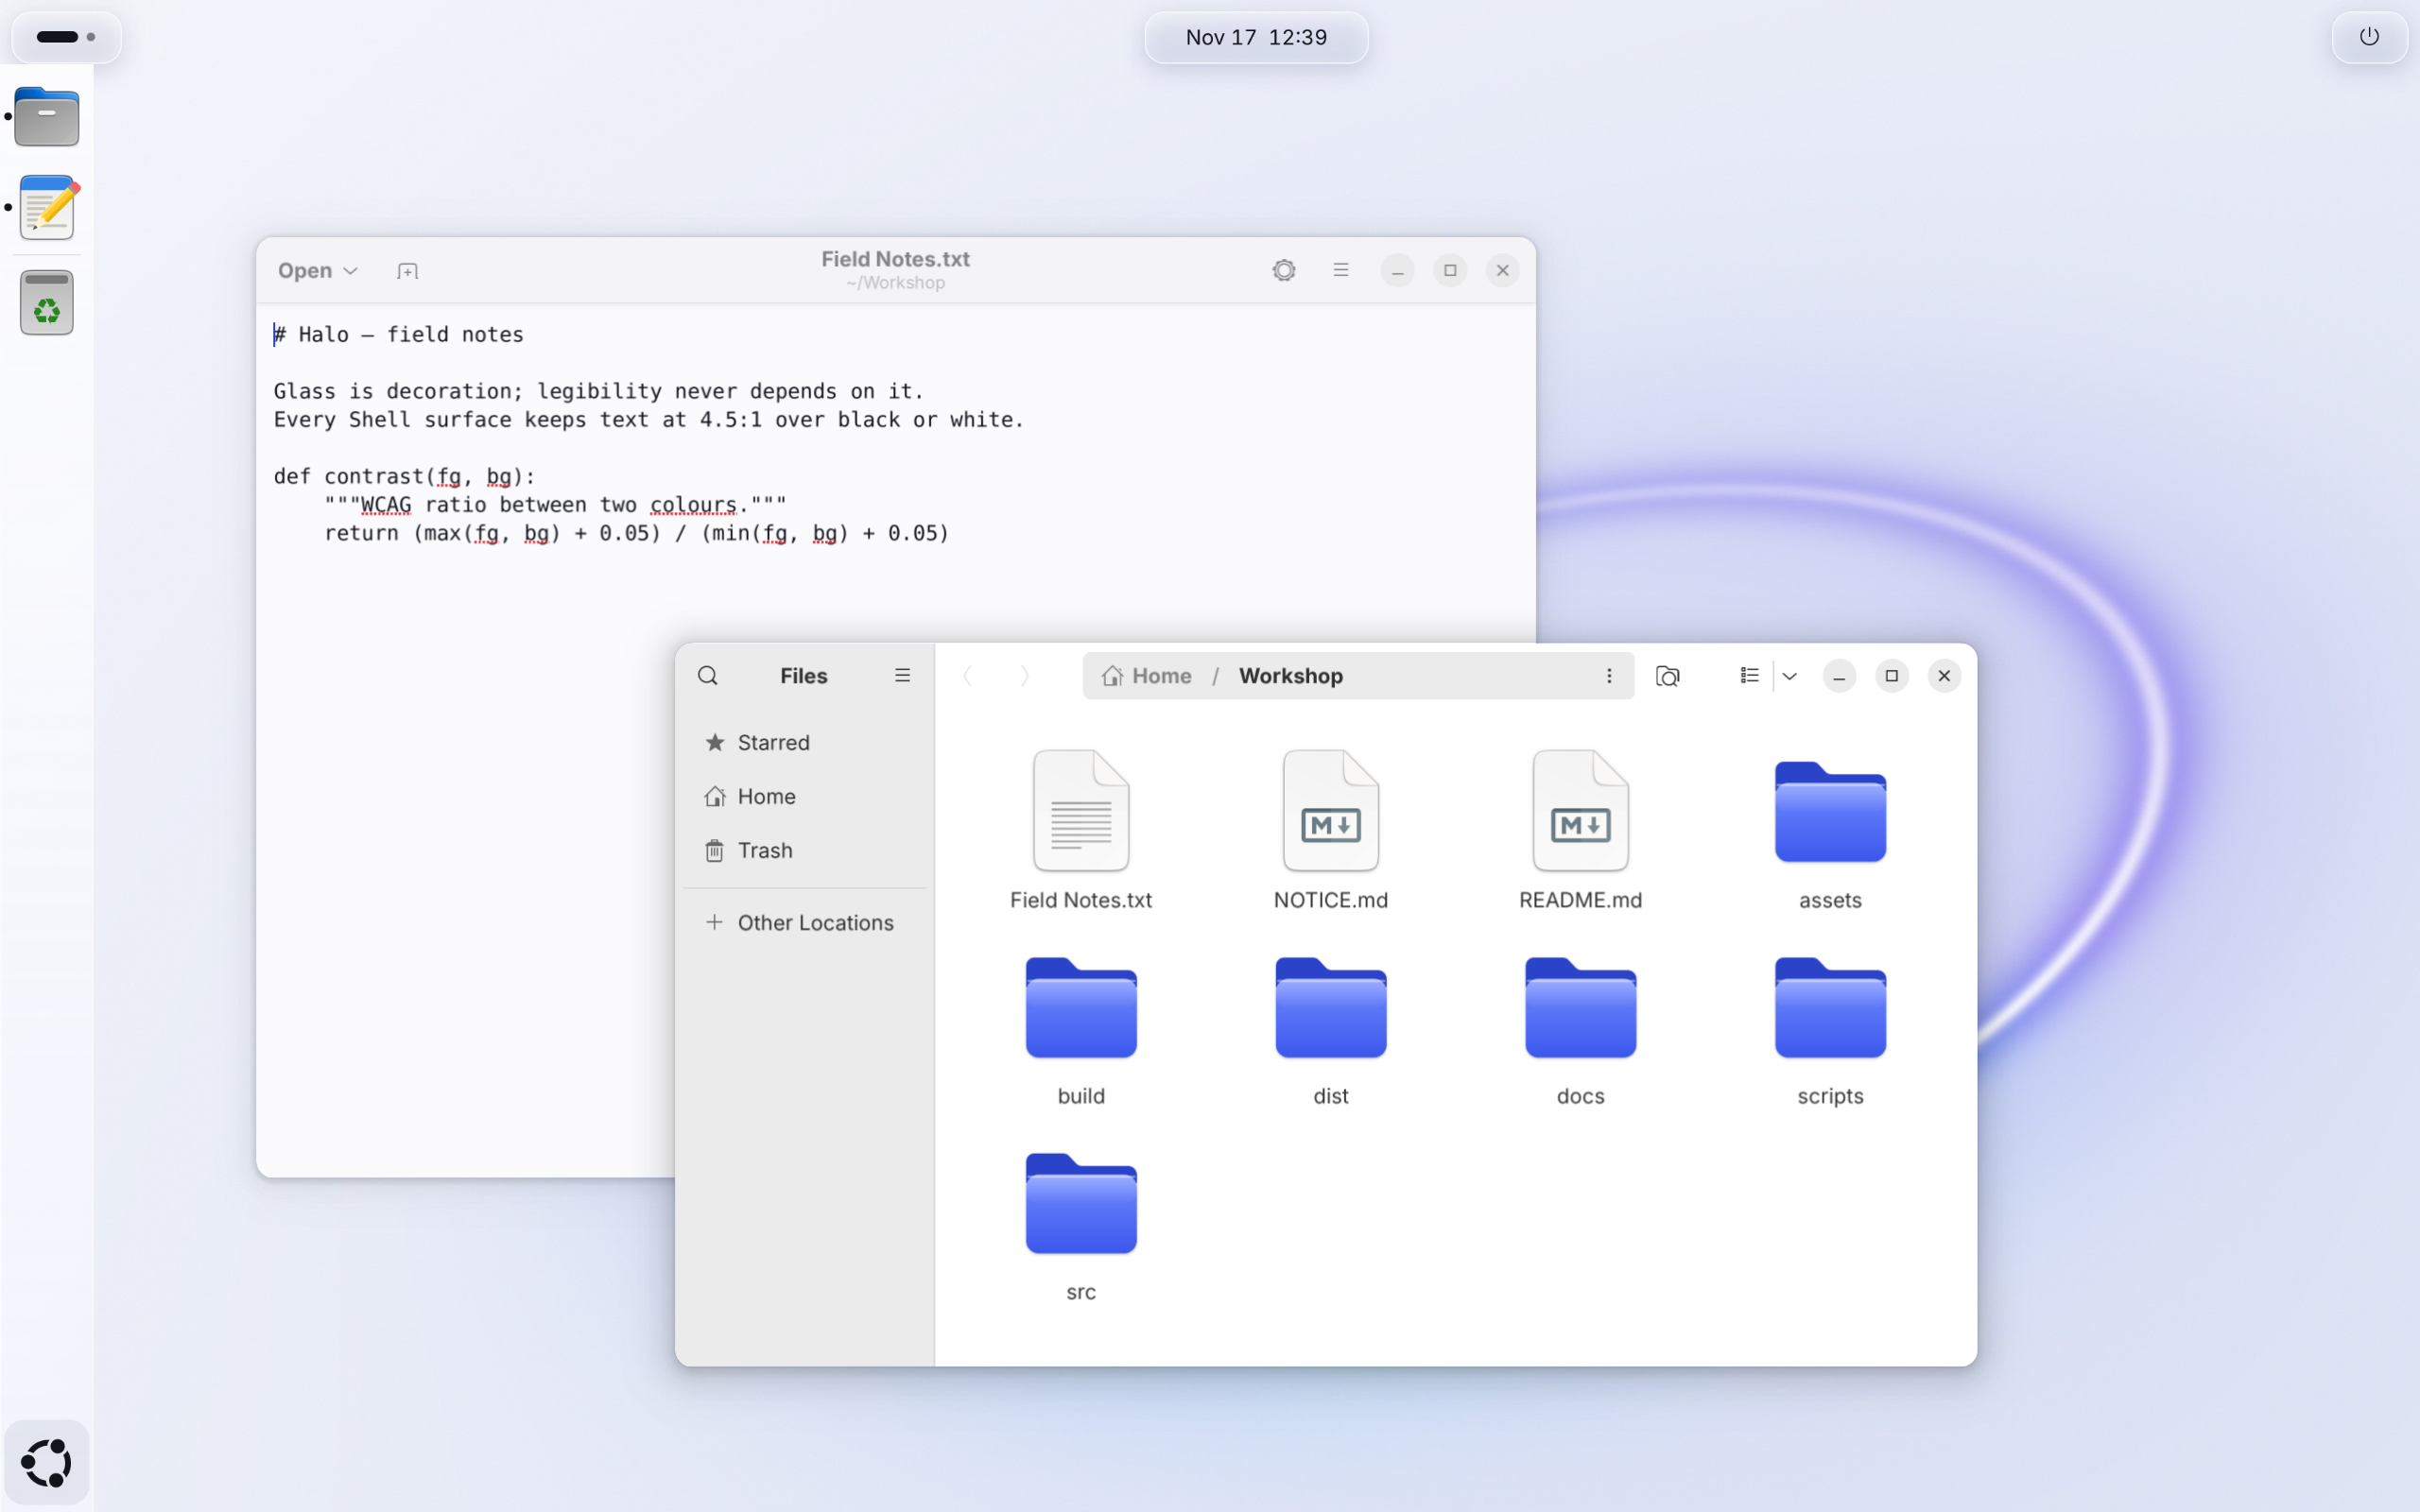 Nov 17 12:39
Open
Field Notes.txt
~/Workshop
# Halo — field notes
Glass is decoration; legibility never depends on it.
Every Shell surface keeps text at 4.5:1 over black or white.
def contrast(fg, bg):
"""WCAG ratio between two colours."""
return (max(fg, bg) + 0.05) / (min(fg, bg) + 0.05)
Files
Home / Workshop
Starred
Home
Trash
Other Locations
Field Notes.txt
NOTICE.md
README.md
assets
build
dist
docs
scripts
src